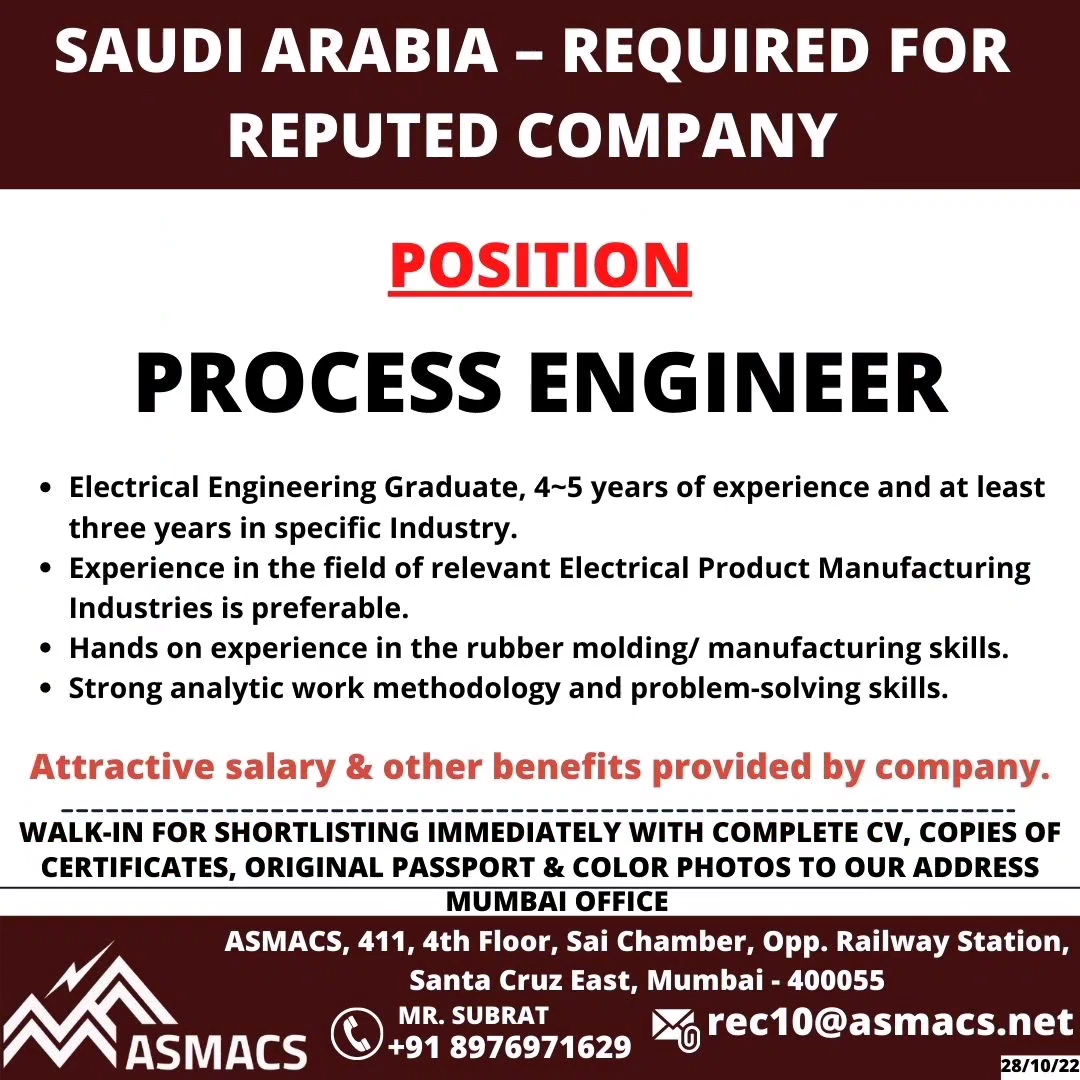 SAUDI ARABIA – REQUIRED FOR
REPUTED COMPANY
POSITION
PROCESS ENGINEER
• Electrical Engineering Graduate, 4~5 years of experience and at least
three years in specific Industry.
• Experience in the field of relevant Electrical Product Manufacturing
Industries is preferable.
• Hands on experience in the rubber molding/ manufacturing skills.
• Strong analytic work methodology and problem-solving skills.
Attractive salary & other benefits provided by company.
WALK-IN FOR SHORTLISTING IMMEDIATELY WITH COMPLETE CV, COPIES OF
CERTIFICATES, ORIGINAL PASSPORT & COLOR PHOTOS TO OUR ADDRESS
MUMBAI OFFICE
ASMACS, 411, 4th Floor, Sai Chamber, Opp. Railway Station,
Santa Cruz East, Mumbai - 400055
MR. SUBRAT
+91 8976971629
rec10@asmacs.net
ASMACS
28/10/22